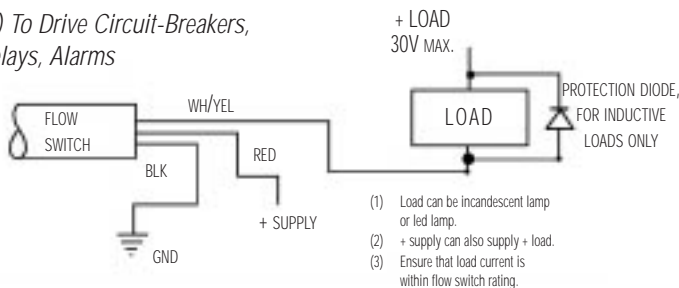 To Drive Circuit-Breakers,
Alarms
+ LOAD
30V MAX.
LOAD
PROTECTION DIODE,
FOR INDUCTIVE
LOADS ONLY
FLOW
SWITCH
WH/YEL
RED
BLK
+ SUPPLY
GND
(1) Load can be incandescent lamp
or led lamp.
(2) + supply can also supply + load.
(3) Ensure that load current is
within flow switch rating.